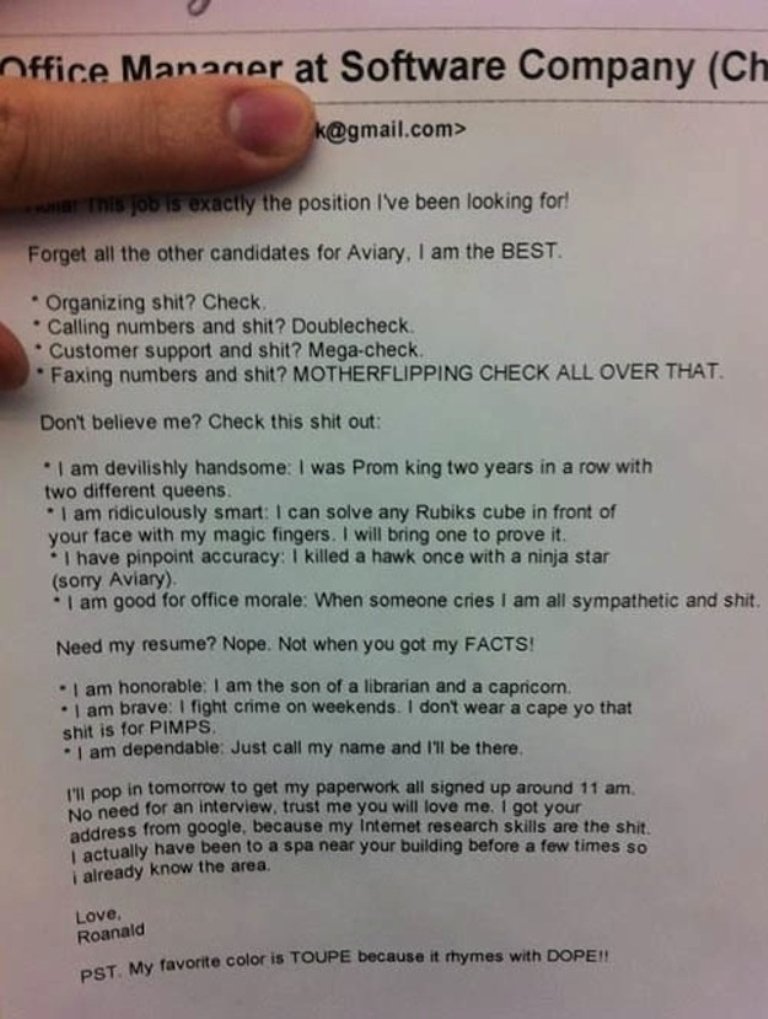 Office Manager at Software Company (Ch
k@gmail.com>
This job is exactly the position I've been looking for!
Forget all the other candidates for Aviary, I am the BEST.
* Organizing shit? Check.
* Calling numbers and shit? Doublecheck.
* Customer support and shit? Mega-check.
* Faxing numbers and shit? MOTHERFLIPPING CHECK ALL OVER THAT.
Don't believe me? Check this shit out:
* I am devilishly handsome: I was Prom king two years in a row with
two different queens.
* I am ridiculously smart: I can solve any Rubiks cube in front of
your face with my magic fingers. I will bring one to prove it.
* I have pinpoint accuracy: I killed a hawk once with a ninja star
(sorry Aviary).
* I am good for office morale: When someone cries I am all sympathetic and shit.
Need my resume? Nope. Not when you got my FACTS!
* I am honorable: I am the son of a librarian and a capricorn.
* I am brave: I fight crime on weekends. I don't wear a cape yo that
shit is for PIMPS.
* I am dependable: Just call my name and I'll be there.
I'll pop in tomorrow to get my paperwork all signed up around 11 am.
No need for an interview, trust me you will love me. I got your
address from google, because my Internet research skills are the shit.
I actually have been to a spa near your building before a few times so
i already know the area.
Love,
Roanald
PST. My favorite color is TOUPE because it rhymes with DOPE!!